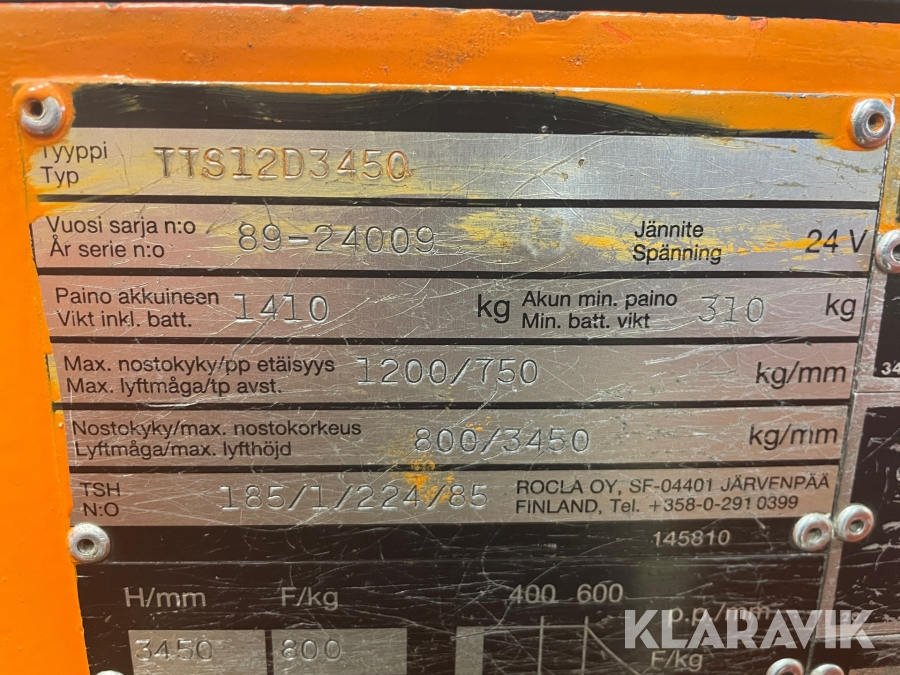 Tyyppi
Typ TTS12D3450
Vuosi sarja n:o
År serie n:o 89-24009
Jännite
Spänning 24 V
Paino akkuineen
Vikt inkl. batt. 1410 kg
Akun min. paino
Min. batt. vikt 310 kg
Max. nostokyky/pp etäisyys
Max. lyftmåga/tp avst. 1200/750 kg/mm
Nostokyky/max. nostokorkeus
Lyftmåga/max. lyfthöjd 800/3450 kg/mm
TSH
N:O 185/1/224/85
ROCLA OY, SF-04401 JÄRVENPÄÄ
FINLAND, Tel. +358-0-291 0399
145810
H/mm F/kg 400 600
p.p./mm
3450 800
F/kg
34
KLARAVIK